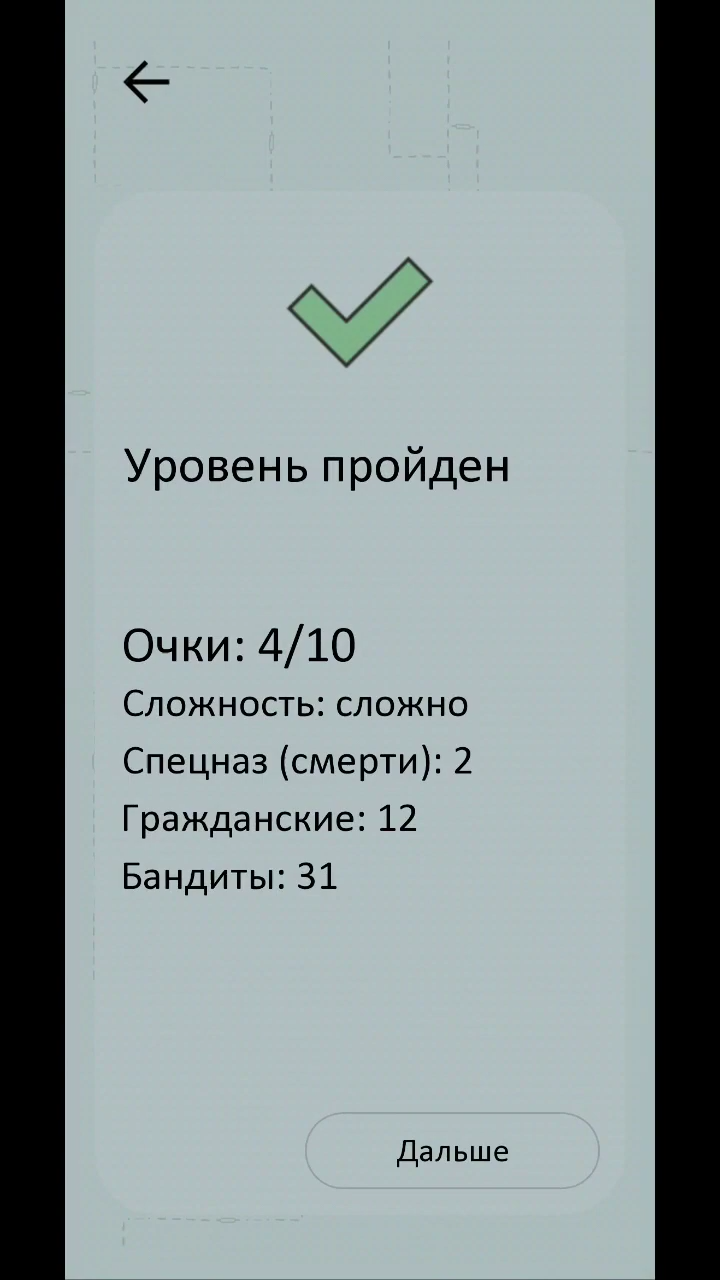 Уровень пройден
Очки: 4/10
Сложность: сложно
Спецназ (смерти): 2
Гражданские: 12
Бандиты: 31
Дальше